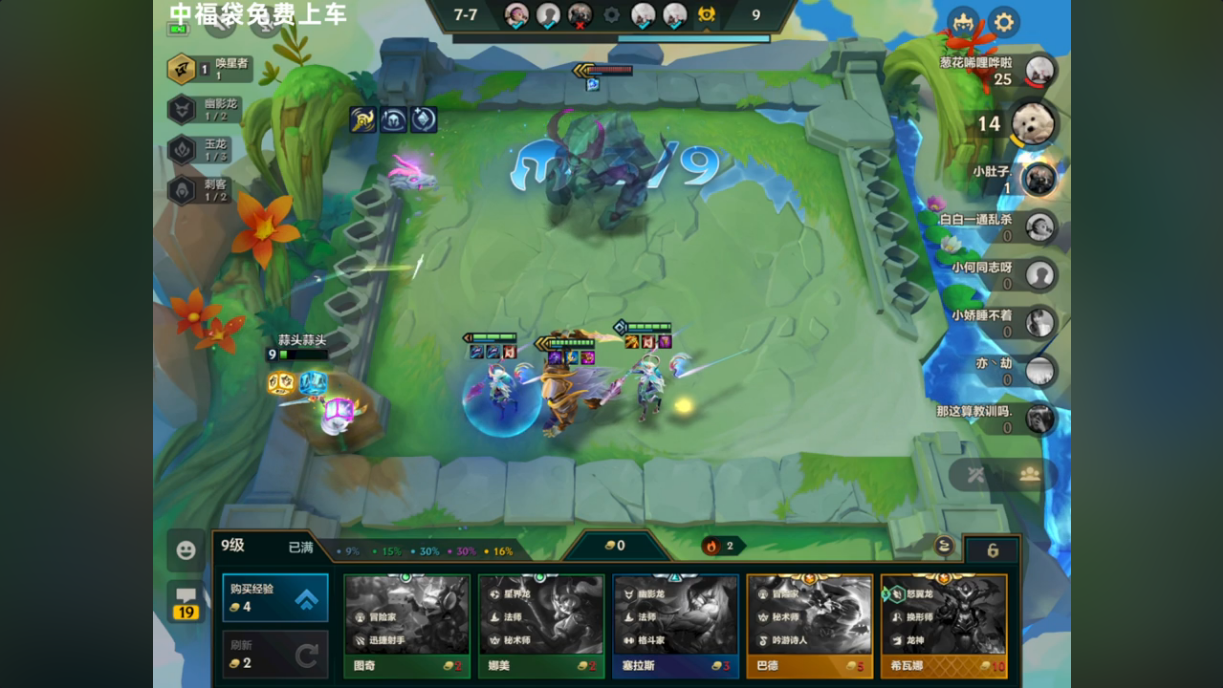 中福袋免费上车
7-7
9
1 唤星者
1
幽影龙
1/2
玉龙
1/3
刺客
1/2
葱花唏哩哗啦
25
14
小肚子.
1
白白一通乱杀
0
小何同志呀
0
小娇睡不着
0
亦丶劫
0
那这算教训吗.
0
/9
蒜头蒜头
9
9级
已满
9%
15%
30%
30%
16%
0
2
6
购买经验
4
刷新
2
19
冒险家
迅捷射手
图奇
2
星界龙
法师
秘术师
娜美
2
幽影龙
法师
格斗家
塞拉斯
3
冒险家
秘术师
吟游诗人
巴德
5
怒翼龙
换形师
龙神
希瓦娜
10